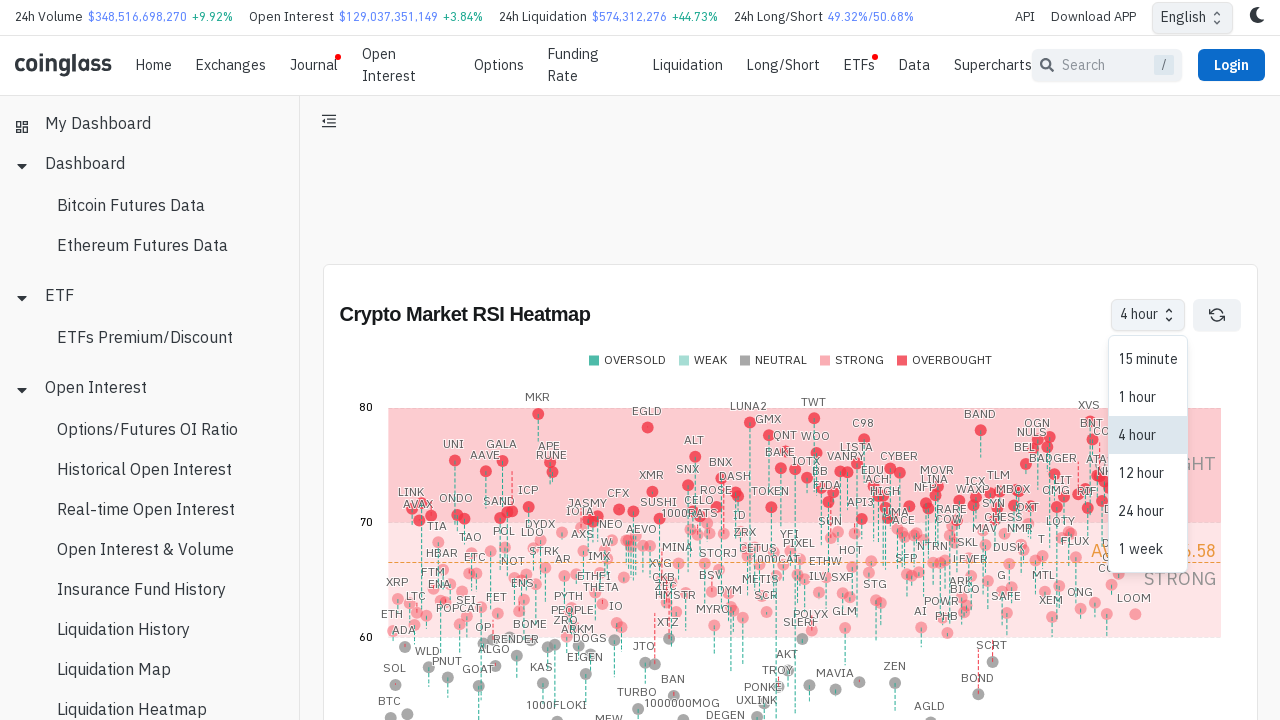 24h Volume $348,516,698,270 +9.92% Open Interest $129,037,351,149 +3.84% 24h Liquidation $574,312,276 +44.73% 24h Long/Short 49.32%/50.68% API Download APP English
coinglass Home Exchanges Journal Open Interest Options Funding Rate Liquidation Long/Short ETFs Data Supercharts Search / Login
My Dashboard
Dashboard
Bitcoin Futures Data
Ethereum Futures Data
ETF
ETFs Premium/Discount
Open Interest
Options/Futures OI Ratio
Historical Open Interest
Real-time Open Interest
Open Interest & Volume
Insurance Fund History
Liquidation History
Liquidation Map
Liquidation Heatmap
Crypto Market RSI Heatmap 4 hour
15 minute
1 hour
4 hour
12 hour
24 hour
1 week
OVERSOLD WEAK NEUTRAL STRONG OVERBOUGHT
80
MKR TWT XVS
EGLD LUNA2 BAND
GMX C98 OGN BNT
UNI GALA APE ALT QNT WOO NULS
AAVE RUNE BAKE LISTA BEL
XMR SNX BNX IOTX VANRY CYBER BADGER ATA
DASH BB EDU MOVR TLM
LINK ICP CFX ROSE TOKEN FIDA ACH LINA ICX LIT
AVAX ONDO SAND JASMY SUSHI CELO API3 HIGH NFP WAXP MBOX OMG RIF
IOTA ID RARE SYN DXT
70
TIA POL DYDX NEO AEVO ZRX SUN ACE COW CHESS LOTY
TAO LDO AXS YFI MAV NMR
HBAR STRK MINA CETUS PIXEL HOT NTRN SKL DUSK T FLUX
ETC NOT AR IMX XVG STORJ 1000CAT ETHW SFP LEVER
FTM ETHFI CKB BSV METIS ILV SXP G MTL
XRP ENA ENS THETA ZEC DYM STG ARK
LTC SEI FET PYTH HMSTR SCR POWR BIGO SAFE XEM ONG LOOM
ETH POPCAT PEOPLE IO MYRO POLYX GLM AI
ADA OP BOME ZRO XTZ SLERF PHB
60
RENDER ARKM
WLD ALGO DOGS JTO SCRT
PNUT EIGEN AKT
SOL GOAT KAS BAN TROY MAVIA ZEN BOND
TURBO PONKE
BTC 1000FLOKI 1000000MOG UXLINK AGLD
MEW DEGEN
STRONG